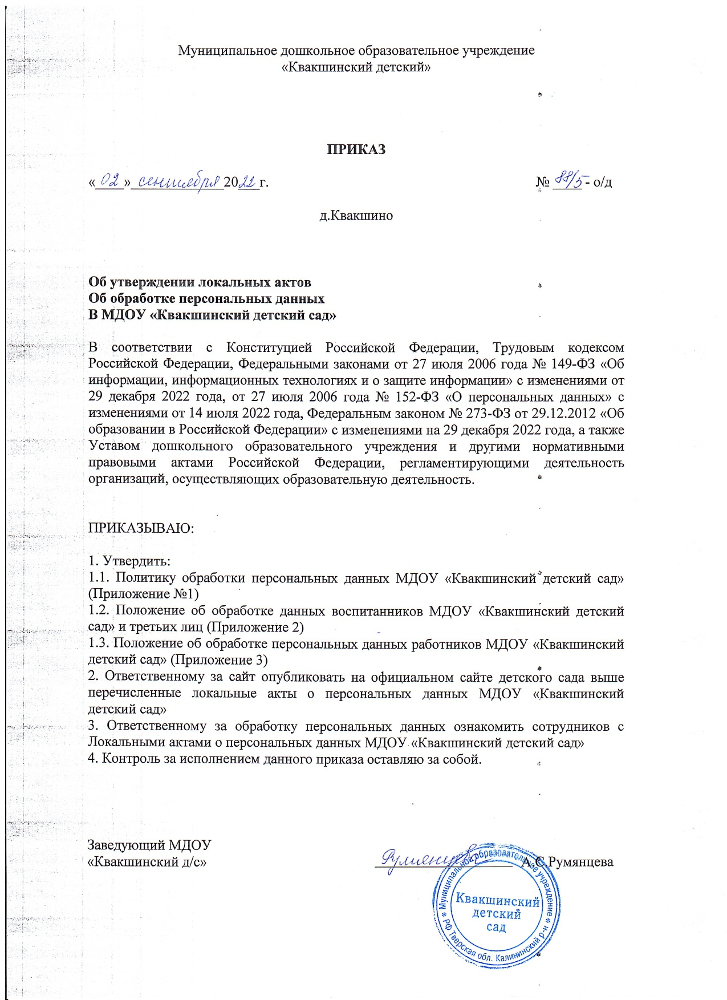 Муниципальное дошкольное образовательное учреждение
«Квакшинский детский»
ПРИКАЗ
«02» сентября 2022 г. № 88/5 - о/д
д.Квакшино
Об утверждении локальных актов
Об обработке персональных данных
В МДОУ «Квакшинский детский сад»
В соответствии с Конституцией Российской Федерации, Трудовым кодексом
Российской Федерации, Федеральными законами от 27 июля 2006 года № 149-ФЗ «Об
информации, информационных технологиях и о защите информации» с изменениями от
29 декабря 2022 года, от 27 июля 2006 года № 152-ФЗ «О персональных данных» с
изменениями от 14 июля 2022 года, Федеральным законом № 273-ФЗ от 29.12.2012 «Об
образовании в Российской Федерации» с изменениями на 29 декабря 2022 года, а также
Уставом дошкольного образовательного учреждения и другими нормативными
правовыми актами Российской Федерации, регламентирующими деятельность
организаций, осуществляющих образовательную деятельность.
ПРИКАЗЫВАЮ:
1. Утвердить:
1.1. Политику обработки персональных данных МДОУ «Квакшинский детский сад»
(Приложение №1)
1.2. Положение об обработке данных воспитанников МДОУ «Квакшинский детский
сад» и третьих лиц (Приложение 2)
1.3. Положение об обработке персональных данных работников МДОУ «Квакшинский
детский сад» (Приложение 3)
2. Ответственному за сайт опубликовать на официальном сайте детского сада выше
перечисленные локальные акты о персональных данных МДОУ «Квакшинский
детский сад»
3. Ответственному за обработку персональных данных ознакомить сотрудников с
Локальными актами о персональных данных МДОУ «Квакшинский детский сад»
4. Контроль за исполнением данного приказа оставляю за собой.
Заведующий МДОУ
«Квакшинский д/с» Румянцева А.С.Румянцева
Муниципальное образовательное учреждение
Квакшинский
детский
сад
* РФ Тверская обл. Калининский р-н *